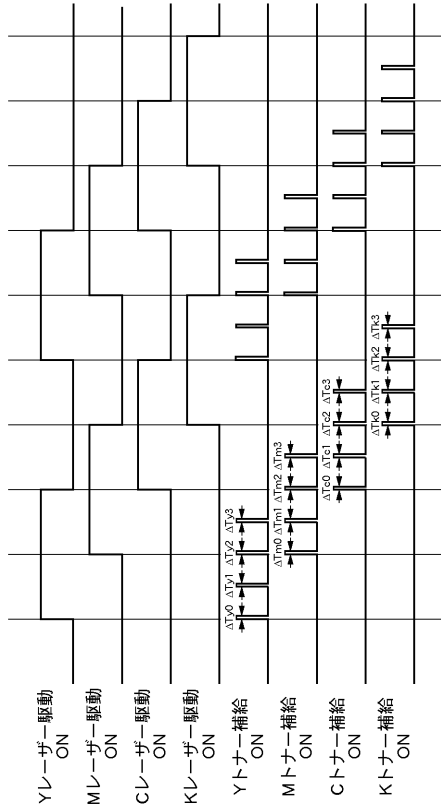 Yレーザー駆動
ON
Mレーザー駆動
ON
Cレーザー駆動
ON
Kレーザー駆動
ON
Yトナー補給
ON
ΔTy0
ΔTy1
ΔTy2
ΔTy3
Mトナー補給
ON
ΔTm0
ΔTm1
ΔTm2
ΔTm3
Cトナー補給
ON
ΔTc0
ΔTc1
ΔTc2
ΔTc3
Kトナー補給
ON
ΔTk0
ΔTk1
ΔTk2
ΔTk3